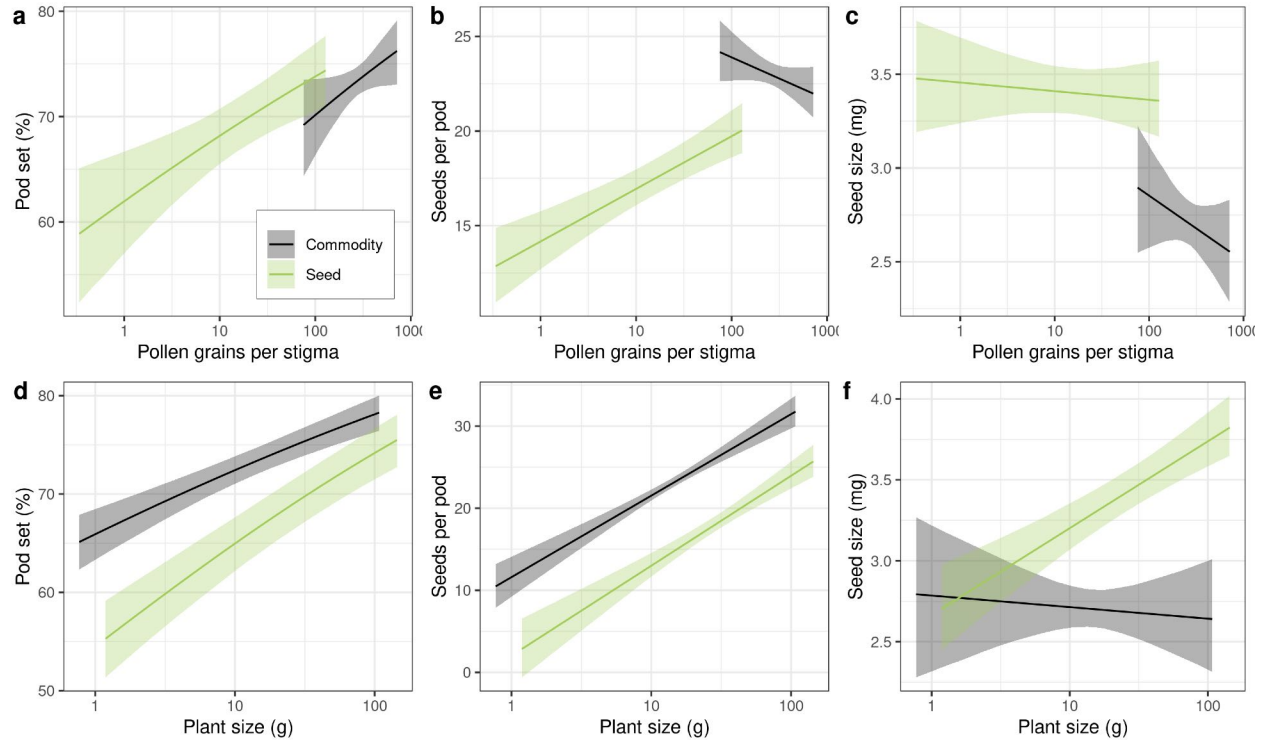 a
b
c
80
70
60
Pod set (%)
Commodity
Seed
1
10
100
1000
Pollen grains per stigma
25
20
15
Seeds per pod
1
10
100
1000
Pollen grains per stigma
3.5
3.0
2.5
Seed size (mg)
1
10
100
1000
Pollen grains per stigma
d
e
f
80
70
60
50
Pod set (%)
1
10
100
Plant size (g)
30
20
10
0
Seeds per pod
1
10
100
Plant size (g)
4.0
3.5
3.0
2.5
Seed size (mg)
1
10
100
Plant size (g)